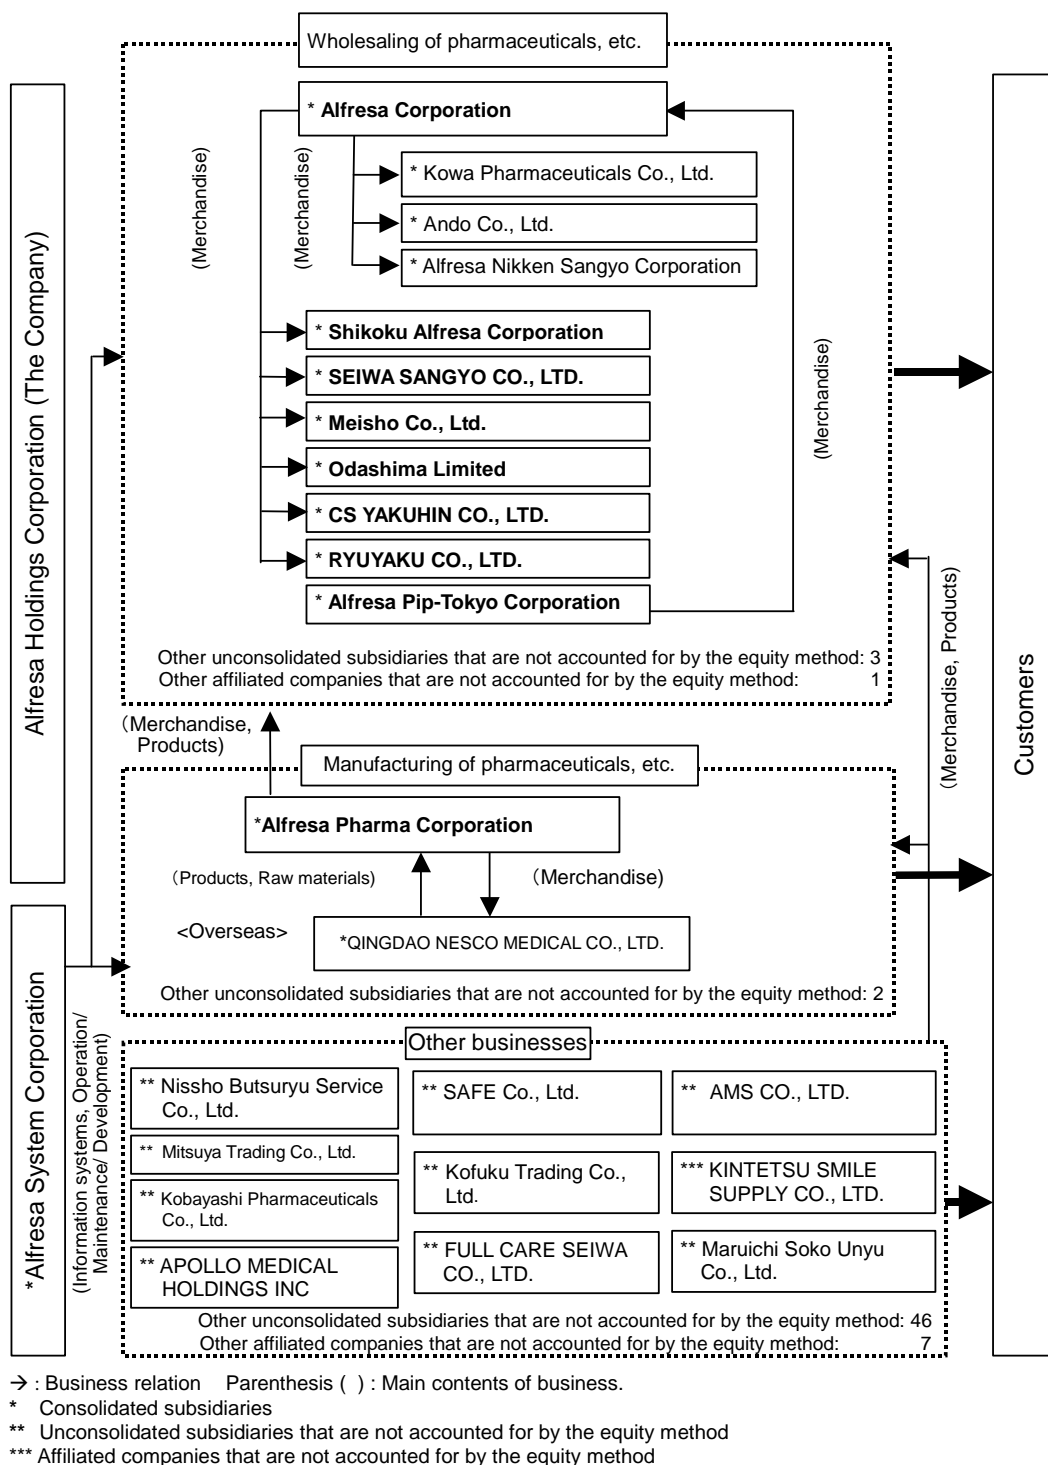 Wholesaling of pharmaceuticals, etc.
Alfresa Holdings Corporation (The Company)
* Alfresa Corporation
(Merchandise)
(Merchandise)
* Kowa Pharmaceuticals Co., Ltd.
* Ando Co., Ltd.
* Alfresa Nikken Sangyo Corporation
* Shikoku Alfresa Corporation
* SEIWA SANGYO CO., LTD.
* Meisho Co., Ltd.
* Odashima Limited
* CS YAKUHIN CO., LTD.
* RYUYAKU CO., LTD.
* Alfresa Pip-Tokyo Corporation
(Merchandise)
Other unconsolidated subsidiaries that are not accounted for by the equity method: 3
Other affiliated companies that are not accounted for by the equity method: 1
(Merchandise,
Products)
(Merchandise, Products)
Customers
Manufacturing of pharmaceuticals, etc.
*Alfresa Pharma Corporation
(Products, Raw materials)
(Merchandise)
<Overseas>
*QINGDAO NESCO MEDICAL CO., LTD.
Other unconsolidated subsidiaries that are not accounted for by the equity method: 2
*Alfresa System Corporation
(Information systems, Operation/
Maintenance/ Development)
Other businesses
** Nissho Butsuryu Service
Co., Ltd.
** Mitsuya Trading Co., Ltd.
** Kobayashi Pharmaceuticals
Co., Ltd.
** APOLLO MEDICAL
HOLDINGS INC
** SAFE Co., Ltd.
** Kofuku Trading Co.,
Ltd.
** FULL CARE SEIWA
CO., LTD.
** AMS CO., LTD.
*** KINTETSU SMILE
SUPPLY CO., LTD.
** Maruichi Soko Unyu
Co., Ltd.
Other unconsolidated subsidiaries that are not accounted for by the equity method: 46
Other affiliated companies that are not accounted for by the equity method: 7
→ : Business relation Parenthesis ( ) : Main contents of business.
* Consolidated subsidiaries
** Unconsolidated subsidiaries that are not accounted for by the equity method
*** Affiliated companies that are not accounted for by the equity method